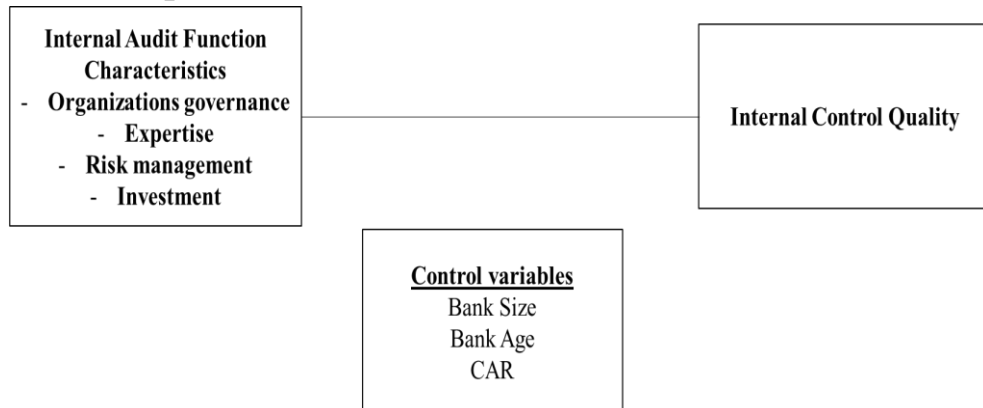 Internal Audit Function
Characteristics
- Organizations governance
- Expertise
- Risk management
- Investment
Internal Control Quality
Control variables
Bank Size
Bank Age
CAR